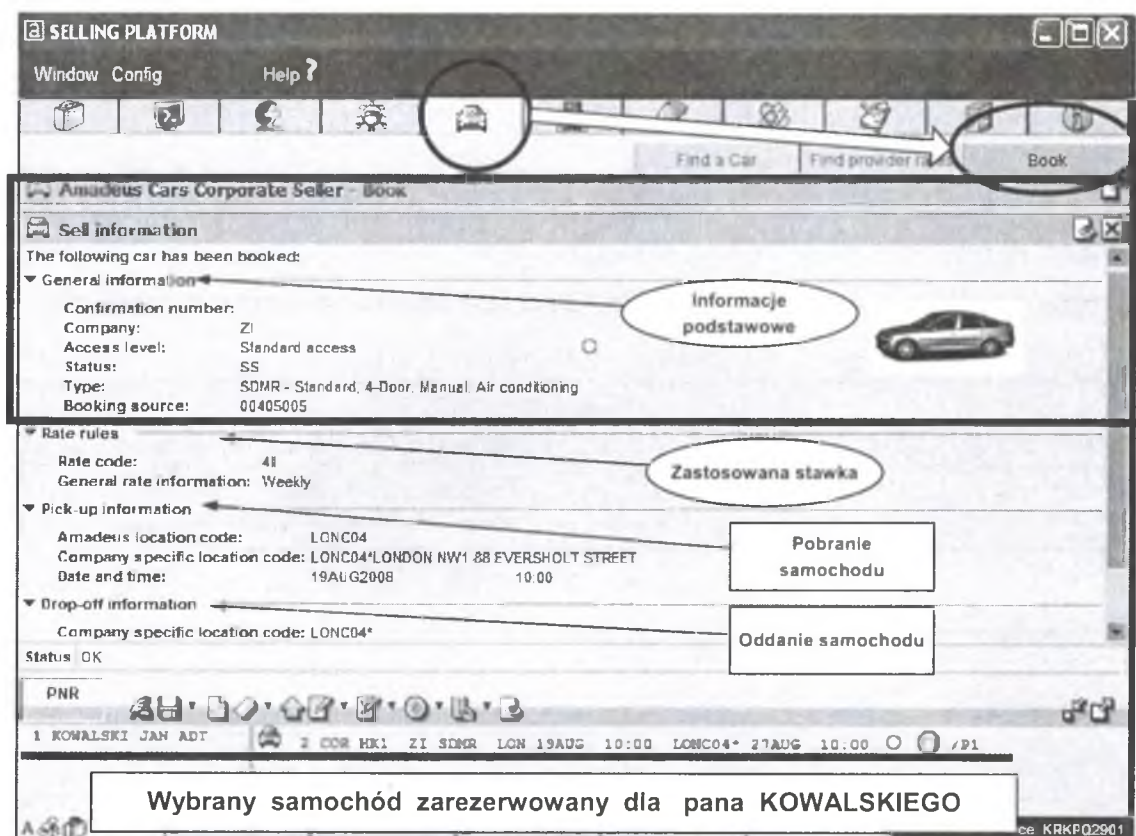 a SELLING PLATFORM
Window Config Help ?
Find a Car Find provider Book
Amadeus Cars Corporate Seller - Book
Sell information
The following car has been booked:
General information
Informacje
podstawowe
Confirmation number:
Company: ZI
Access level: Standard access
Status: SS
Type: SDMR - Standard, 4-Door, Manual, Air conditioning
Booking source: 00405005
Rate rules
Rate code: 4I
General rate information: Weekly
Zastosowana stawka
Pick-up information
Amadeus location code: LONC04
Company specific location code: LONC04*LONDON NW1 88 EVERSHOLT STREET
Date and time: 19AUG2008 10:00
Pobranie
samochodu
Drop-off information
Company specific location code: LONC04*
Oddanie samochodu
Status OK
PNR
1 KOWALSKI JAN ADT 2 CCR HK1 ZI SDMR LON 19AUG 10:00 LONC04* 27AUG 10:00 /P1
Wybrany samochód zarezerwowany dla pana KOWALSKIEGO
A ce KRKPQ2901